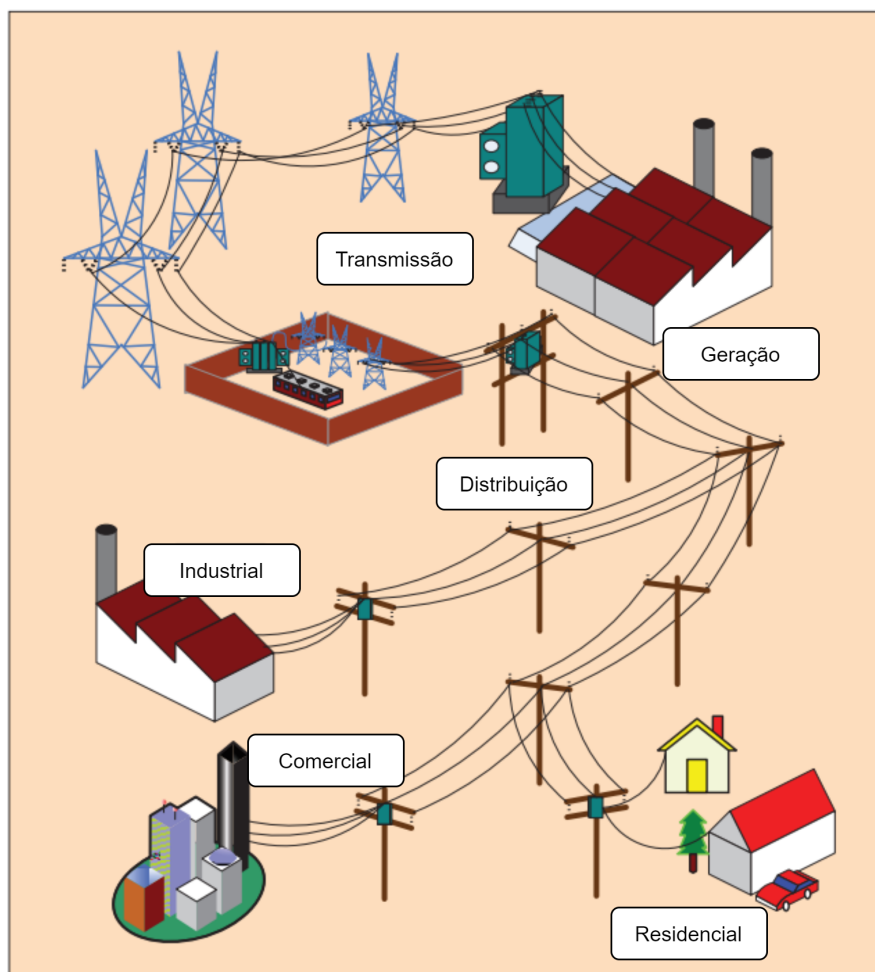 Transmissão
Geração
Distribuição
Industrial
Comercial
Residencial